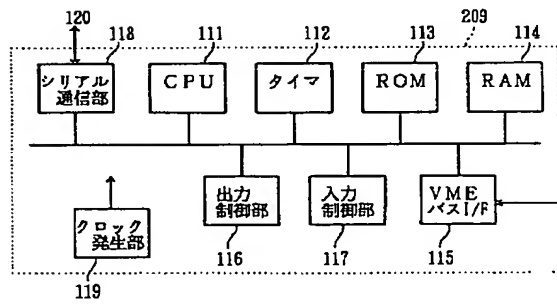 120
118
111
112
113
209
114
シリアル
通信部
CPU
タイマ
ROM
RAM
出力
制御部
入力
制御部
VME
バスI/F
クロック
発生部
116
117
115
119